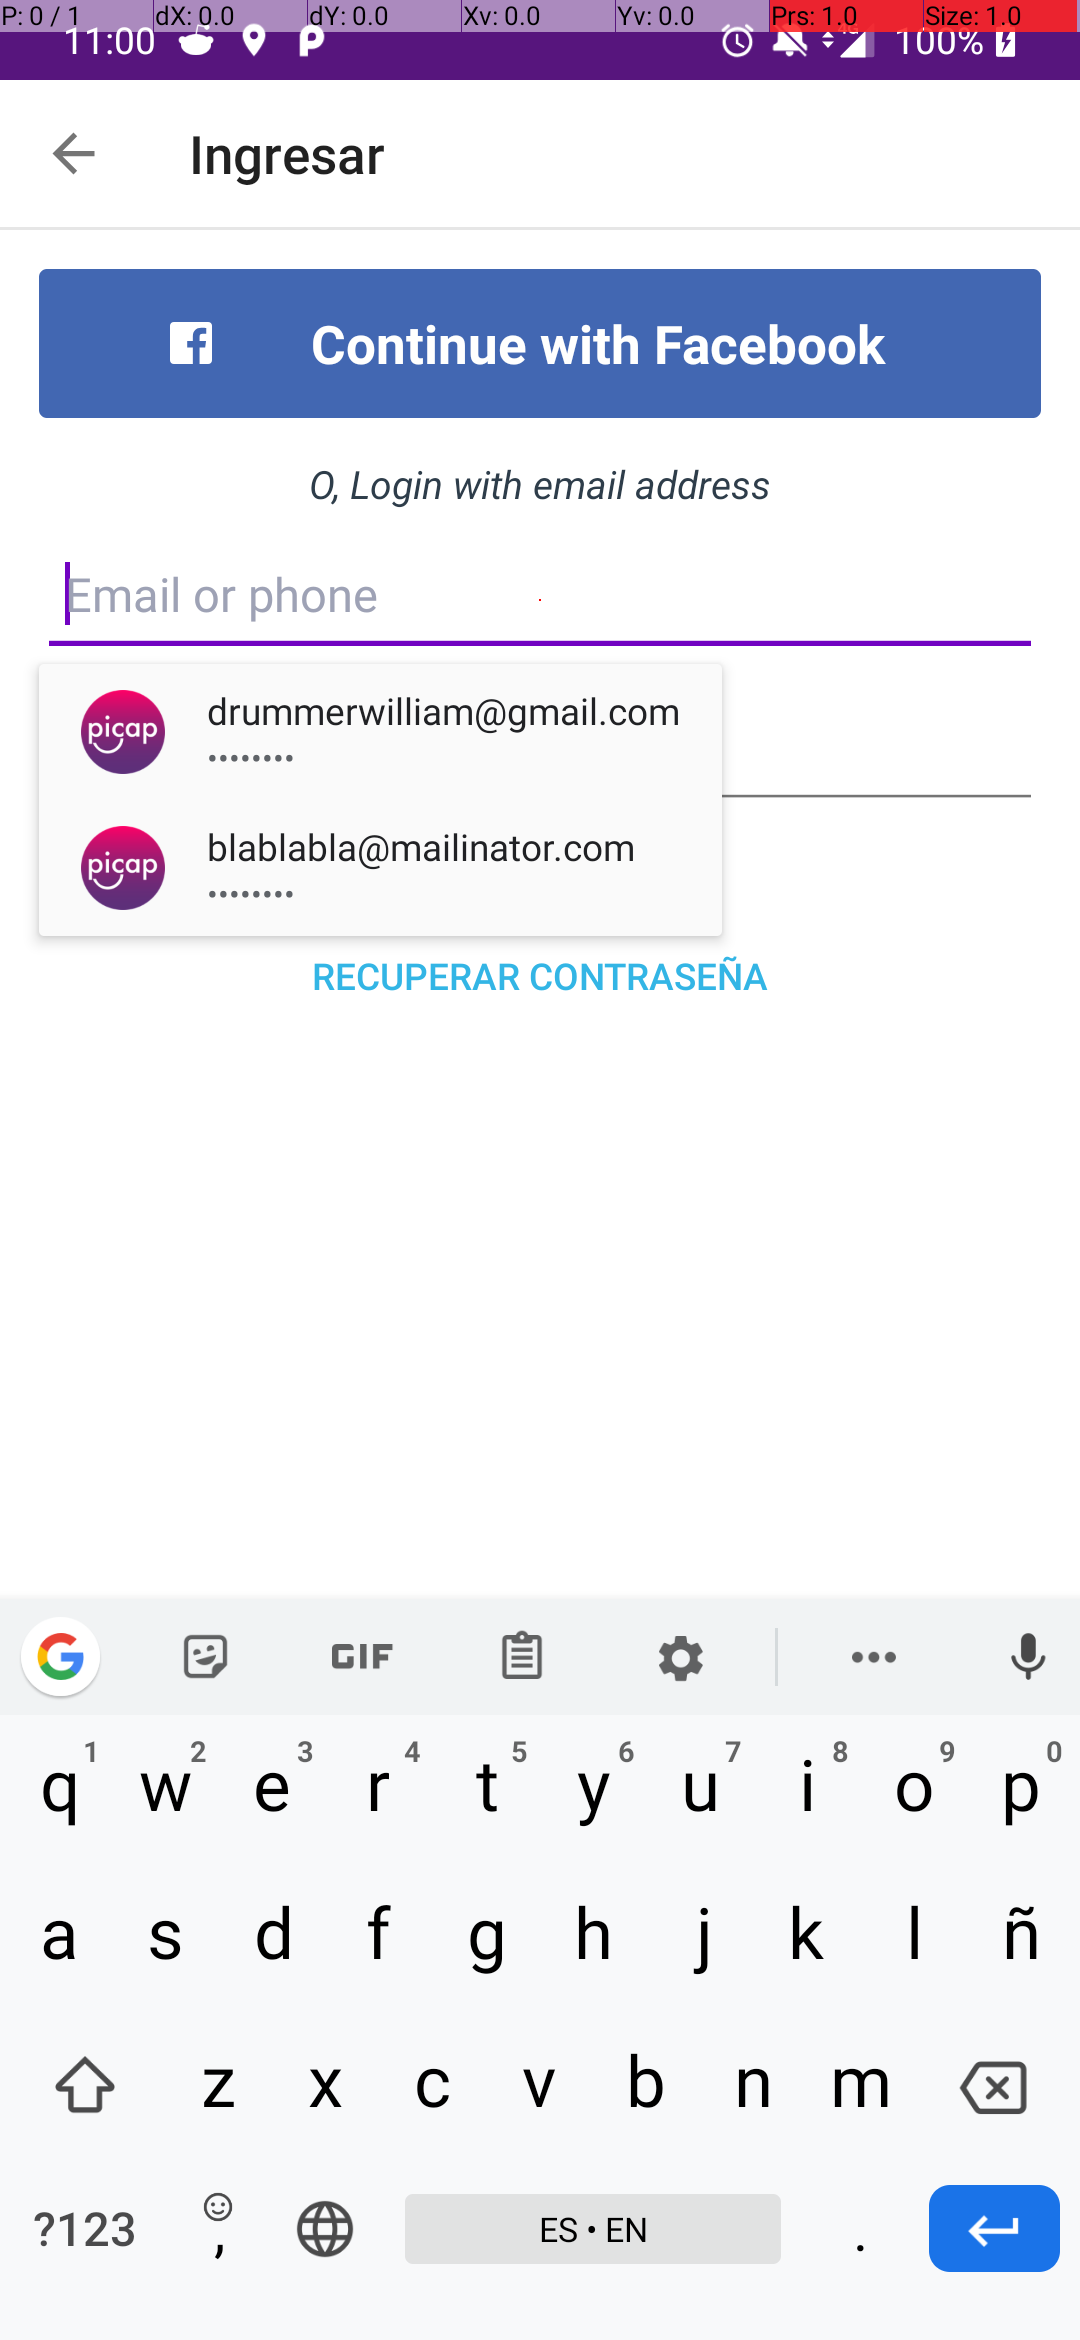 P: 0 / 1 dX: 0.0 dY: 0.0 Xv: 0.0 Yv: 0.0 Prs: 1.0 Size: 1.0
11:00 100%
Ingresar
Continue with Facebook
O, Login with email address
Email or phone
picap drummerwilliam@gmail.com
••••••••
picap blablabla@mailinator.com
••••••••
RECUPERAR CONTRASEÑA
G GIF
q 1 w 2 e 3 r 4 t 5 y 6 u 7 i 8 o 9 p 0
a s d f g h j k l ñ
z x c v b n m
?123 , ES • EN .